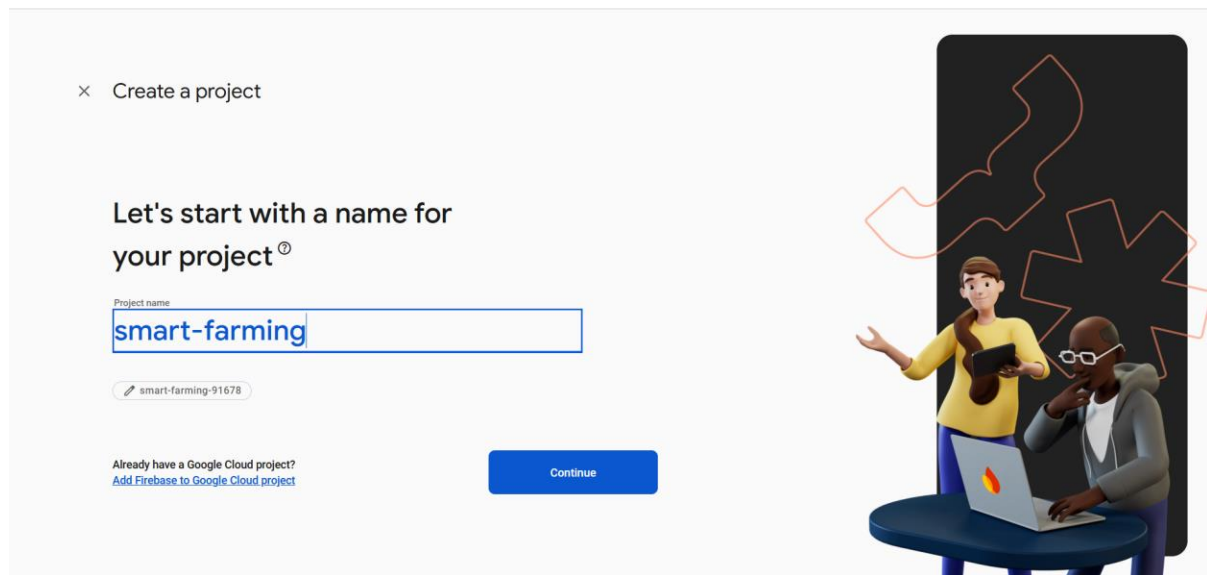 Create a project
Let's start with a name for
your project
Project name
smart-farming
smart-farming-91678
Already have a Google Cloud project?
Add Firebase to Google Cloud project
Continue